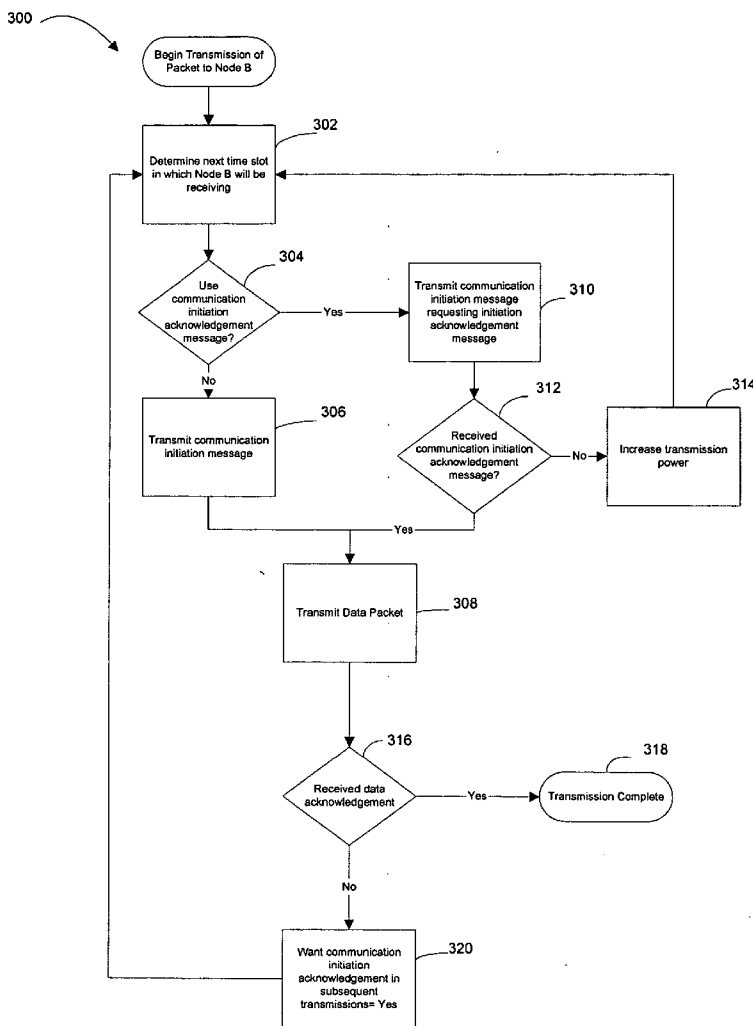 300
Begin Transmission of
Packet to Node B
302
Determine next time slot
in which Node B will be
receiving
304
Use
communication
initiation
acknowledgement
message?
Yes
Transmit communication
initiation message
requesting initiation
acknowledgement
message
310
No
306
Transmit communication
initiation message
312
Received
communication initiation
acknowledgement
message?
No
314
Increase transmission
power
Yes
Transmit Data Packet
308
316
Received data
acknowledgement
Yes
318
Transmission Complete
No
320
Want communication
initiation
acknowledgement in
subsequent
transmissions= Yes